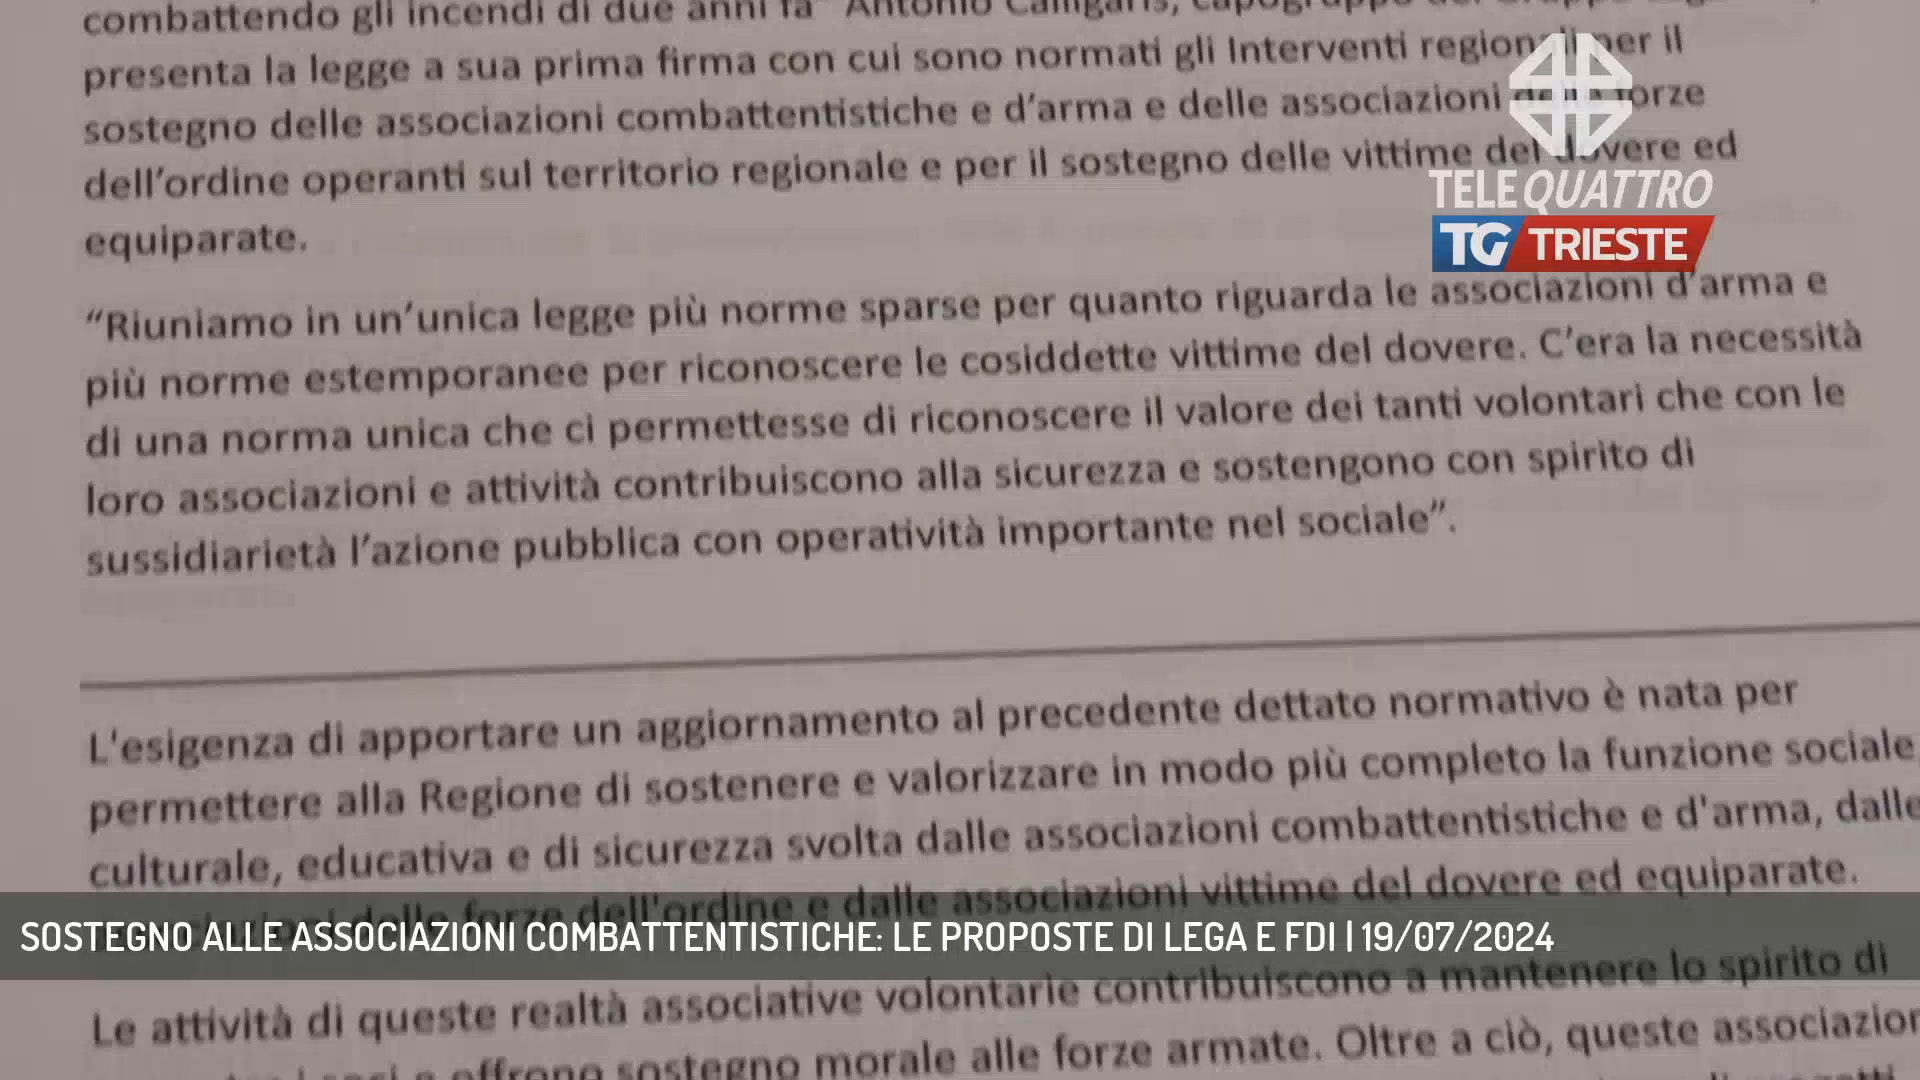 combattendo gli incendi di due anni fa" Antonio Calligaris, capogruppo
presenta la legge a sua prima firma con cui sono normati gli Interventi regionali per il
sostegno delle associazioni combattentistiche e d'arma e delle associazioni delle forze
dell'ordine operanti sul territorio regionale e per il sostegno delle vittime del dovere ed
equiparate.
TELEQUATTRO
TG TRIESTE
"Riuniamo in un'unica legge più norme sparse per quanto riguarda le associazioni d'arma e
più norme estemporanee per riconoscere le cosiddette vittime del dovere. C'era la necessità
di una norma unica che ci permettesse di riconoscere il valore dei tanti volontari che con le
loro associazioni e attività contribuiscono alla sicurezza e sostengono con spirito di
sussidiarietà l'azione pubblica con operatività importante nel sociale".
L'esigenza di apportare un aggiornamento al precedente dettato normativo è nata per
permettere alla Regione di sostenere e valorizzare in modo più completo la funzione sociale,
culturale, educativa e di sicurezza svolta dalle associazioni combattentistiche e d'arma, dalle
associazioni delle forze dell'ordine e dalle associazioni vittime del dovere ed equiparate.
SOSTEGNO ALLE ASSOCIAZIONI COMBATTENTISTICHE: LE PROPOSTE DI LEGA E FDI | 19/07/2024
Le attività di queste realtà associative volontarie contribuiscono a mantenere lo spirito di
i soci e offrono sostegno morale alle forze armate. Oltre a ciò, queste associazion